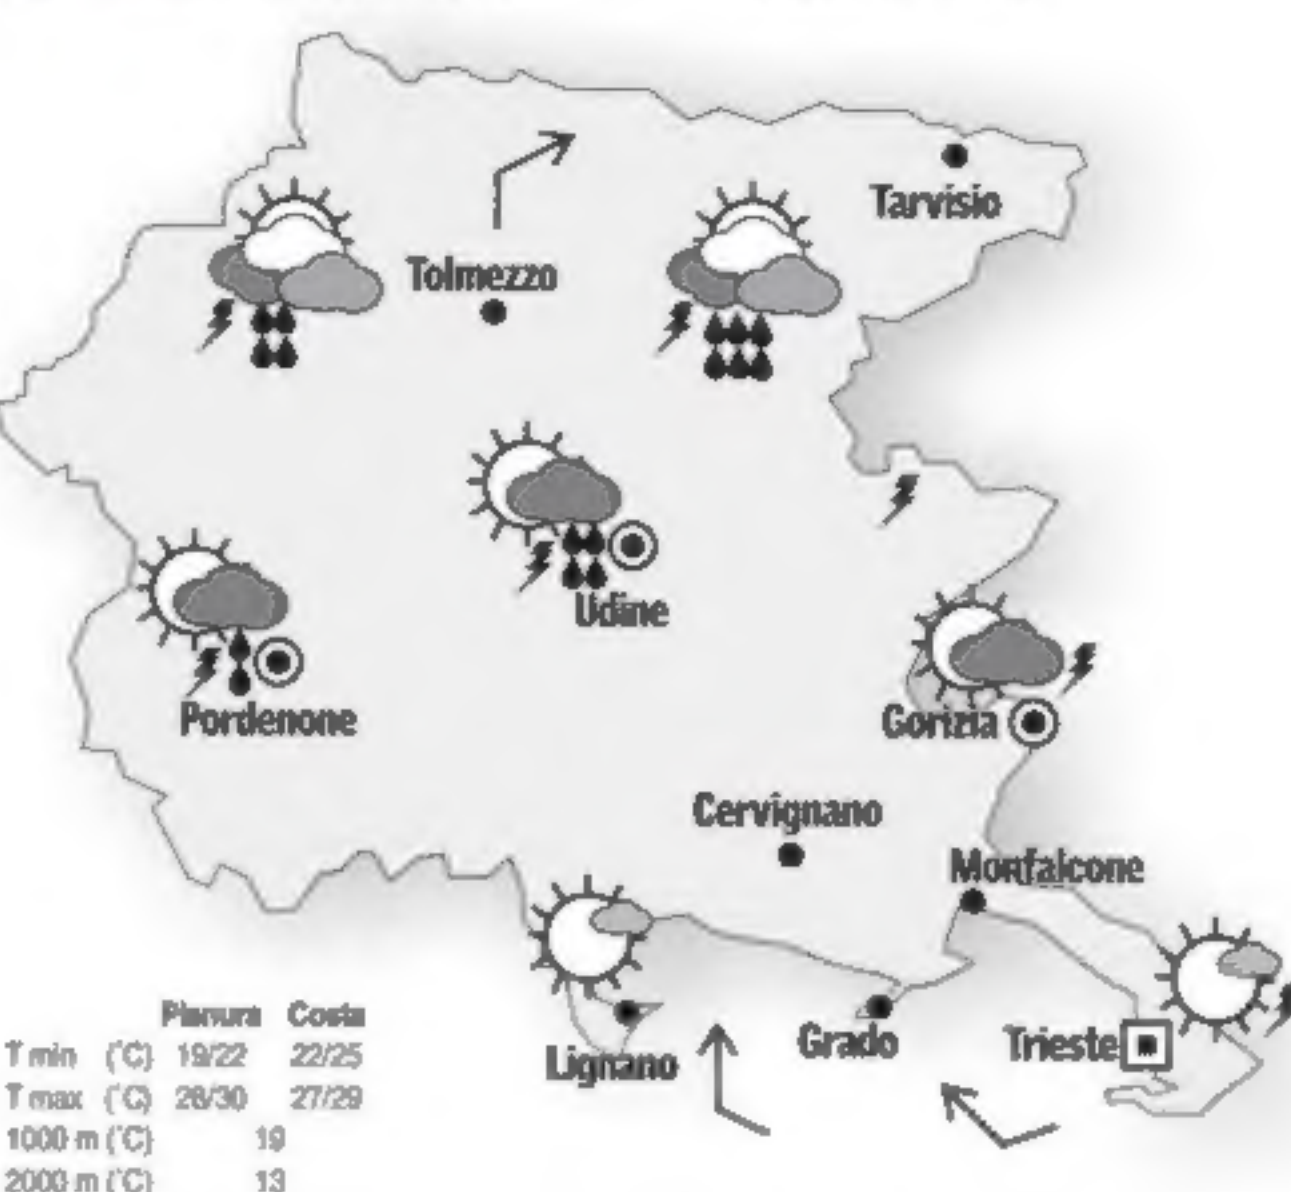 Tarvisio
Tolmezzo
Udine
Pordenone
Gorizia
Cervignano
Monfalcone
Grado
Trieste
Lignano
Pianura Costa
T min (°C) 19/22 22/25
T max (°C) 28/30 27/29
1000 m (°C) 19
2000 m (°C) 13